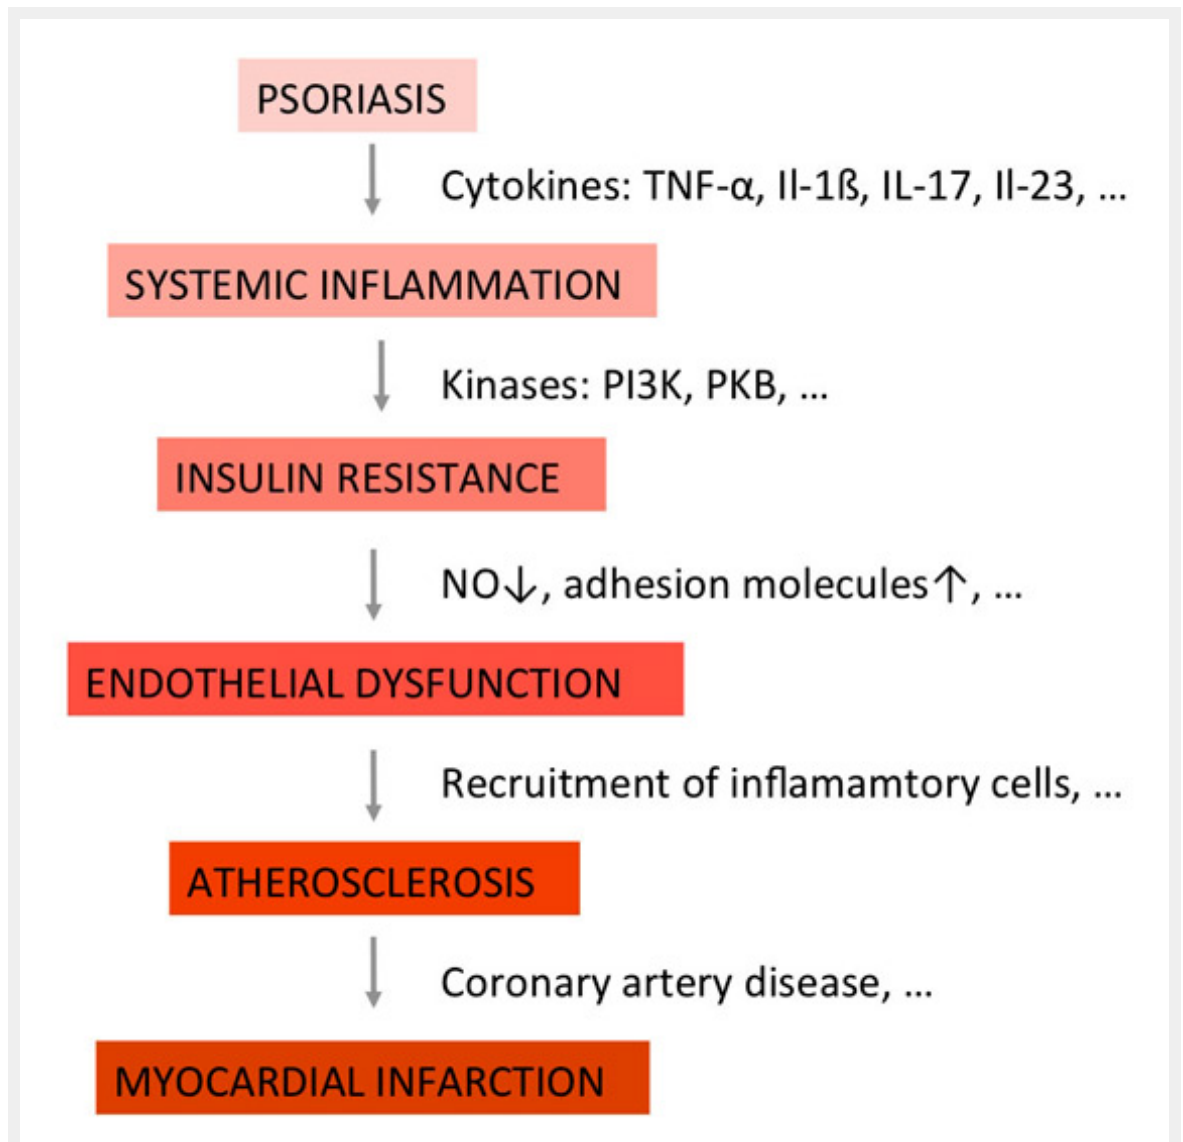 PSORIASIS
Cytokines: TNF-α, Il-1ß, IL-17, Il-23, ...
SYSTEMIC INFLAMMATION
Kinases: PI3K, PKB, ...
INSULIN RESISTANCE
NO↓, adhesion molecules↑, ...
ENDOTHELIAL DYSFUNCTION
Recruitment of inflamamtory cells, ...
ATHEROSCLEROSIS
Coronary artery disease, ...
MYOCARDIAL INFARCTION